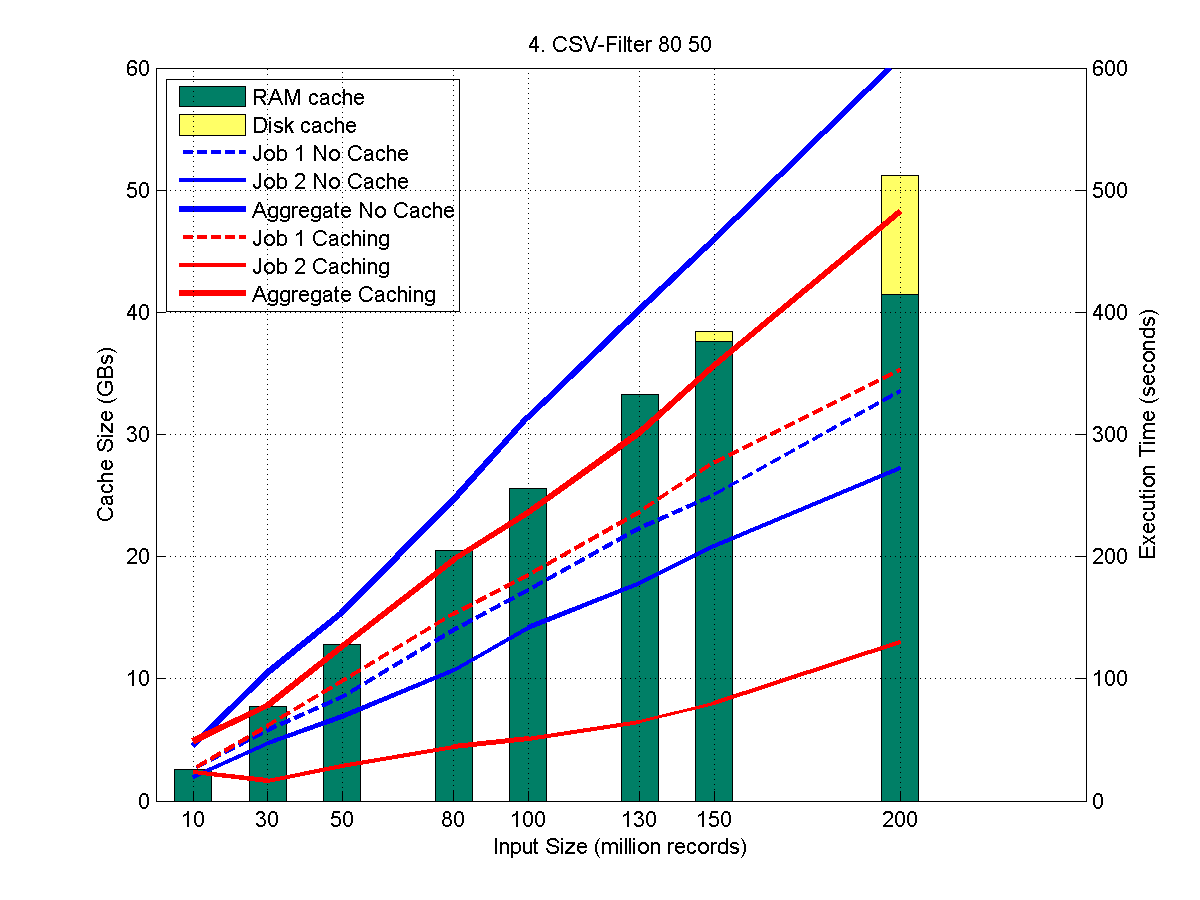 4. CSV-Filter 80 50
60
50
40
30
20
10
0
600
500
400
300
200
100
0
RAM cache
Disk cache
Job 1 No Cache
Job 2 No Cache
Aggregate No Cache
Job 1 Caching
Job 2 Caching
Aggregate Caching
Cache Size (GBs)
Execution Time (seconds)
10 30 50 80 100 130 150 200
Input Size (million records)